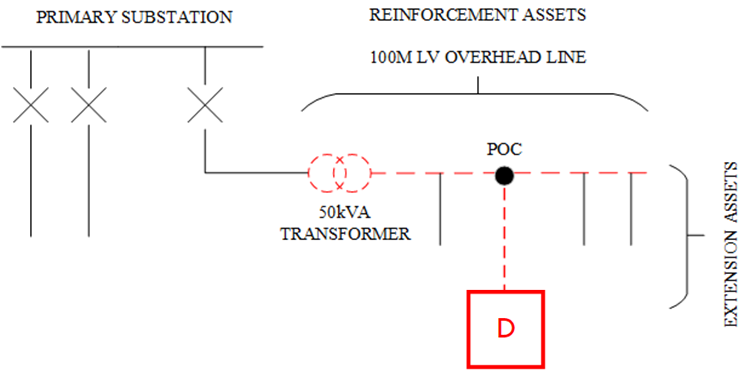 PRIMARY SUBSTATION
REINFORCEMENT ASSETS
100M LV OVERHEAD LINE
POC
50kVA
TRANSFORMER
EXTENSION ASSETS
D